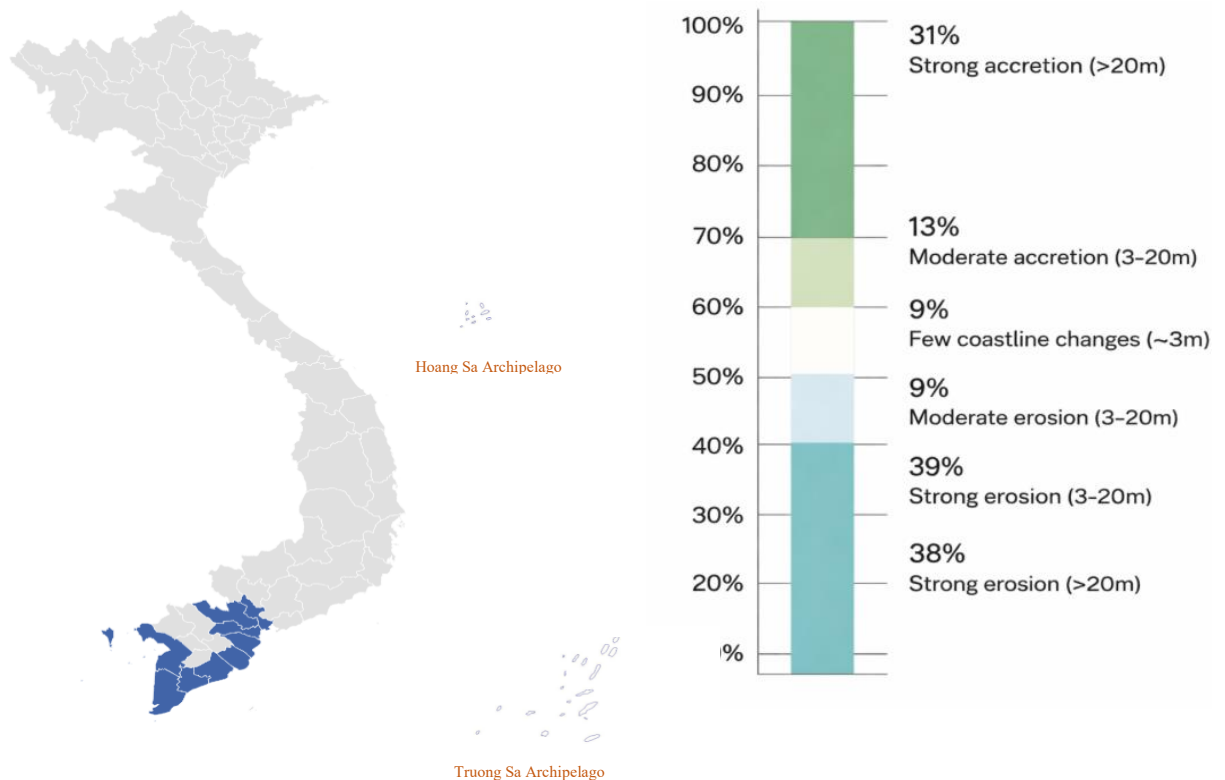 Hoang Sa Archipelago
Truong Sa Archipelago
100%
90%
80%
70%
60%
50%
40%
30%
20%
%
31%
Strong accretion (>20m)
13%
Moderate accretion (3–20m)
9%
Few coastline changes (~3m)
9%
Moderate erosion (3–20m)
39%
Strong erosion (3–20m)
38%
Strong erosion (>20m)